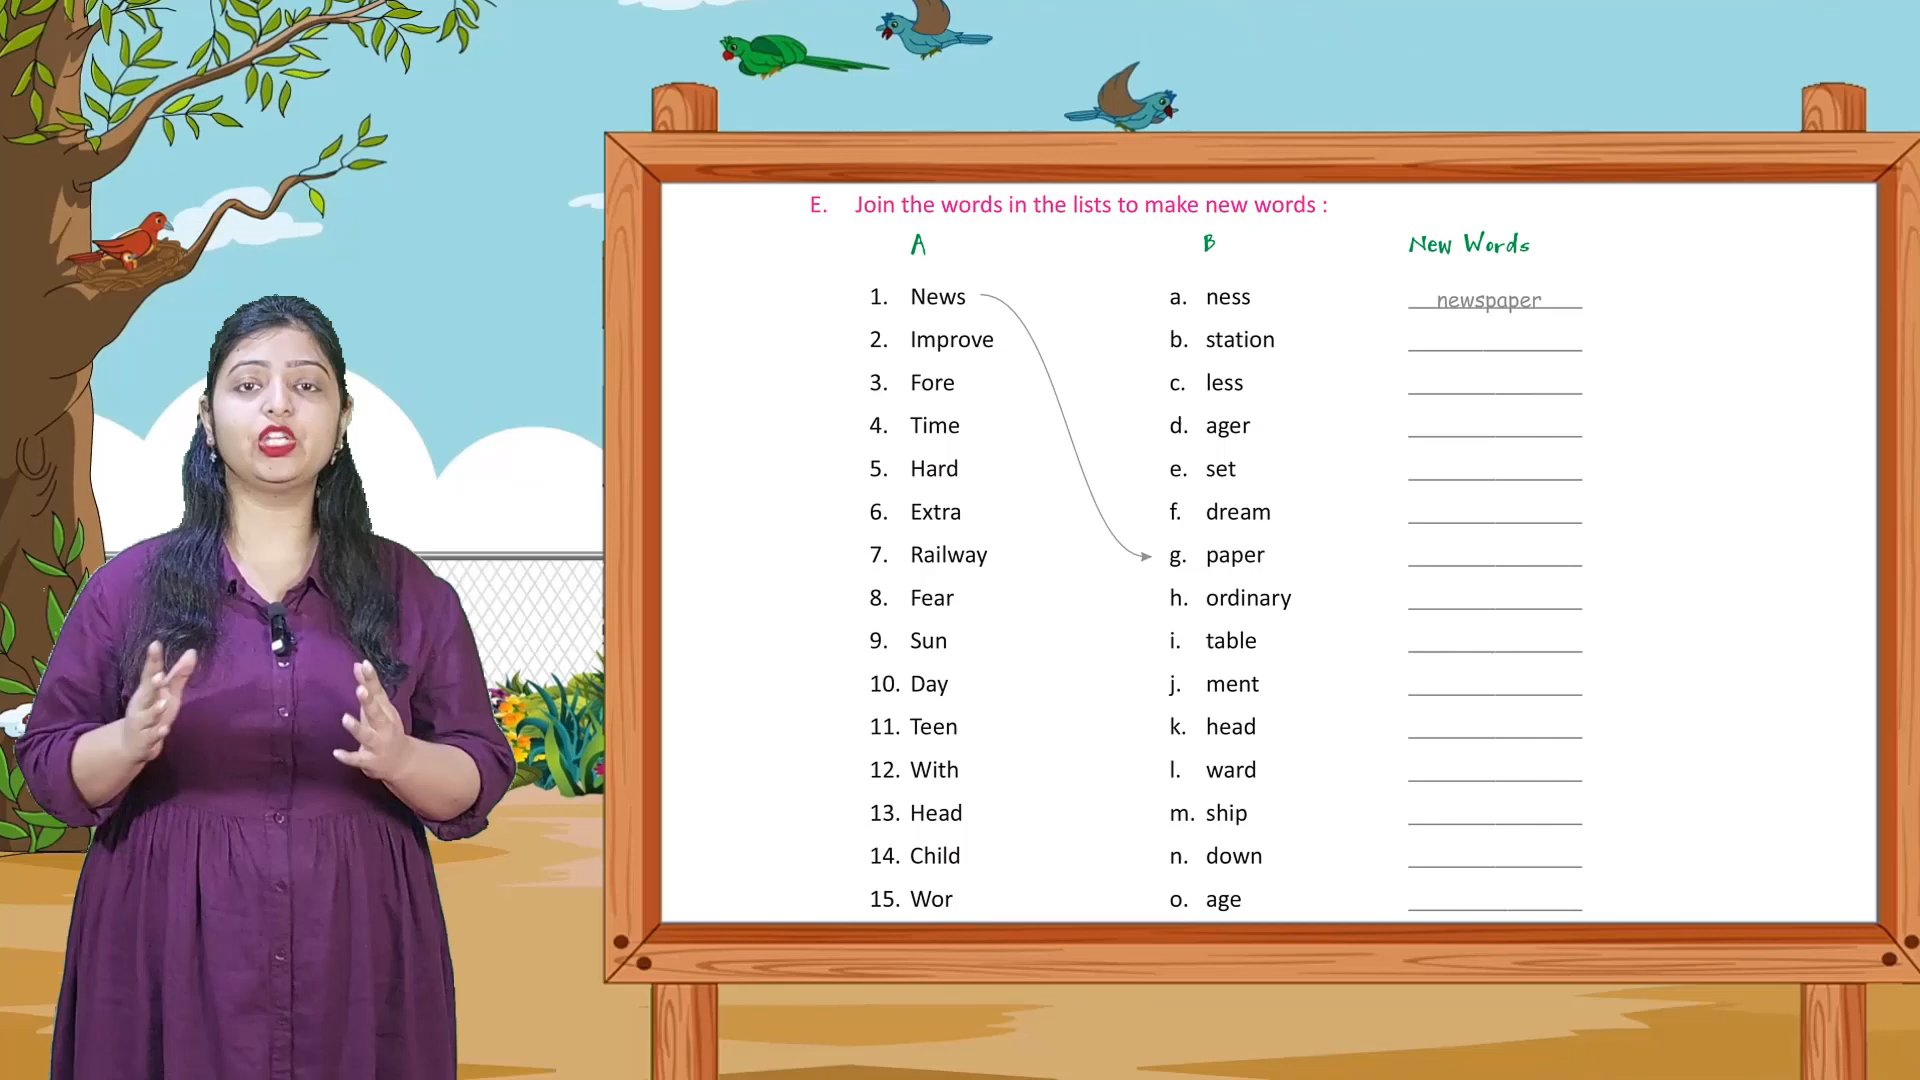 E. Join the words in the lists to make new words :
A B New Words
1. News a. ness newspaper
2. Improve b. station
3. Fore c. less
4. Time d. ager
5. Hard e. set
6. Extra f. dream
7. Railway g. paper
8. Fear h. ordinary
9. Sun i. table
10. Day j. ment
11. Teen k. head
12. With l. ward
13. Head m. ship
14. Child n. down
15. Wor o. age